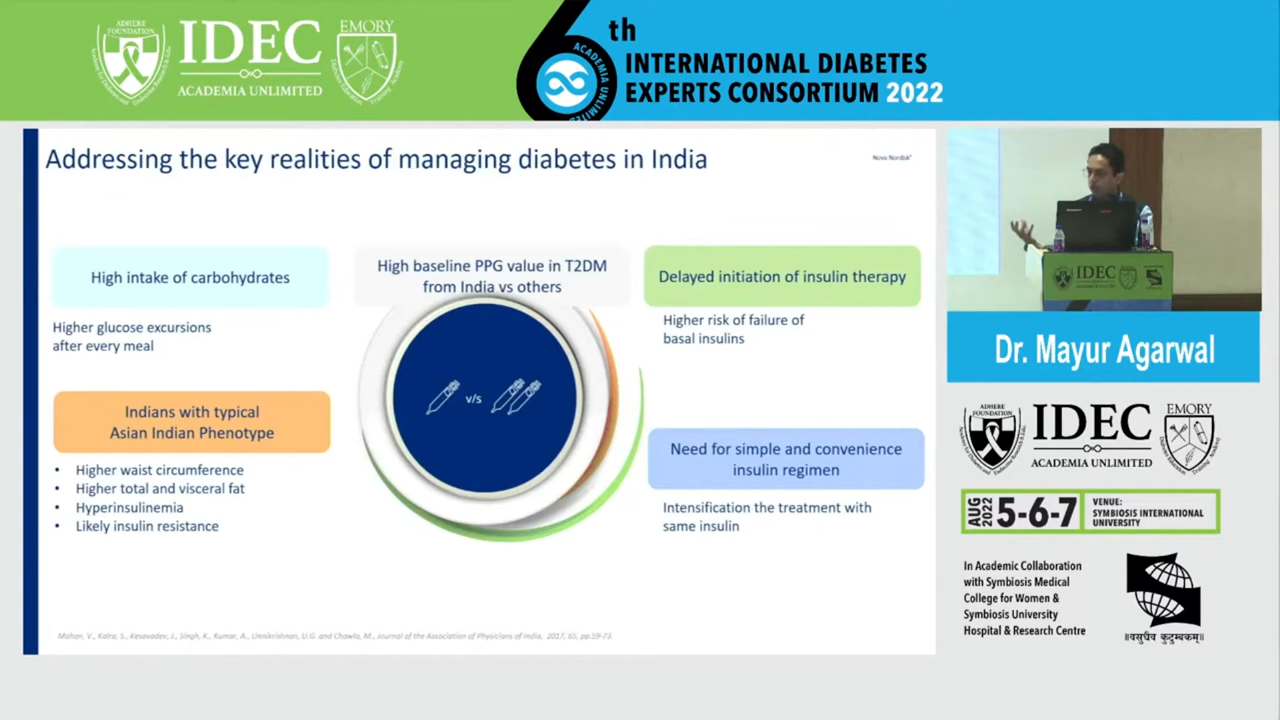 ADHERE
FOUNDATION
IDEC
ACADEMIA UNLIMITED
EMORY
6th
ACADEMIA UNLIMITED
INTERNATIONAL DIABETES
EXPERTS CONSORTIUM 2022
Addressing the key realities of managing diabetes in India
Novo Nordisk®
High intake of carbohydrates
Higher glucose excursions
after every meal
High baseline PPG value in T2DM
from India vs others
Delayed initiation of insulin therapy
Higher risk of failure of
basal insulins
v/s
Indians with typical
Asian Indian Phenotype
• Higher waist circumference
• Higher total and visceral fat
• Hyperinsulinemia
• Likely insulin resistance
Need for simple and convenience
insulin regimen
Intensification the treatment with
same insulin
Mohan, V., Kalra, S., Kesavadev, J., Singh, K., Kumar, A., Unnikrishnan, U.G. and Chawla, M., Journal of the Association of Physicians of India, 2017, 65, pp.59-73.
IDEC
Dr. Mayur Agarwal
ADHERE
FOUNDATION
IDEC
ACADEMIA UNLIMITED
EMORY
AUG
2022
5-6-7
VENUE:
SYMBIOSIS INTERNATIONAL
UNIVERSITY
In Academic Collaboration
with Symbiosis Medical
College for Women &
Symbiosis University
Hospital & Research Centre
॥वसुधैव कुटुम्बकम्॥